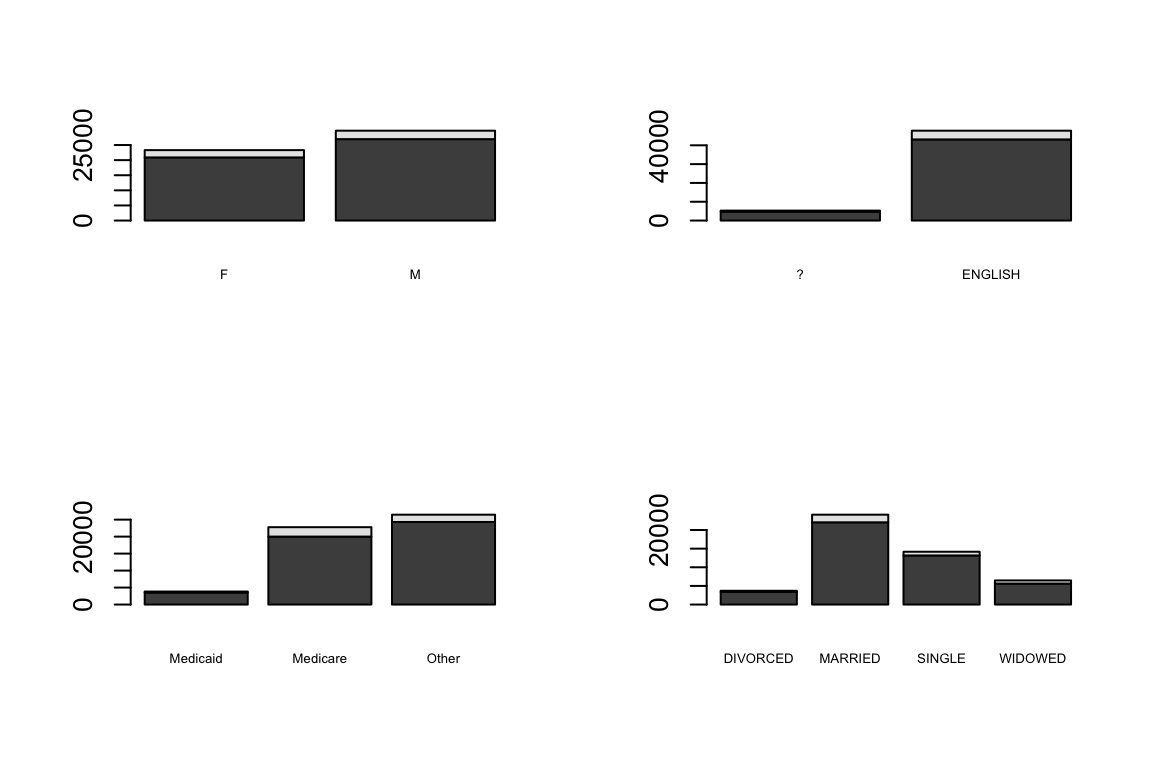 25000
0
F M
40000
0
? ENGLISH
20000
0
Medicaid Medicare Other
20000
0
DIVORCED MARRIED SINGLE WIDOWED